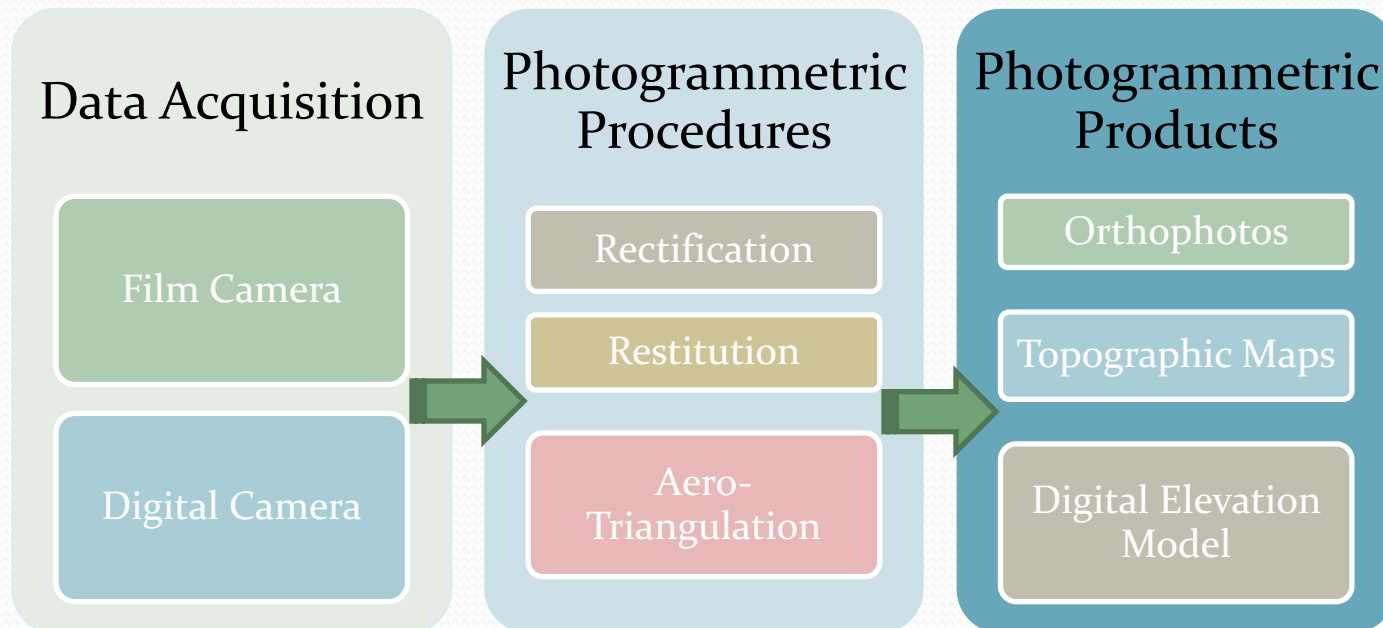 Data Acquisition
Film Camera
Digital Camera
Photogrammetric
Procedures
Rectification
Restitution
Aero-
Triangulation
Photogrammetric
Products
Orthophotos
Topographic Maps
Digital Elevation
Model